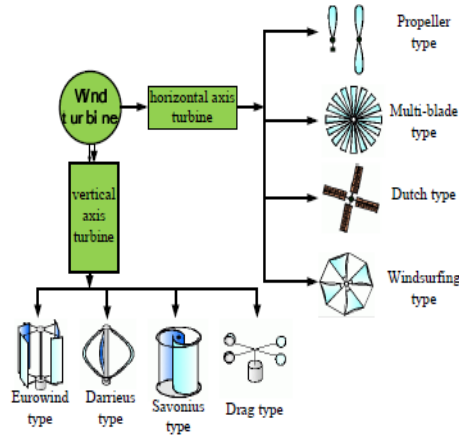 Wnd
turbine
horizontal axis
turbine
vertical
axis
turbine
Propeller
type
Multi-blade
type
Dutch type
Windsurfing
type
Eurowind
type
Darrieus
type
Savonius
type
Drag type